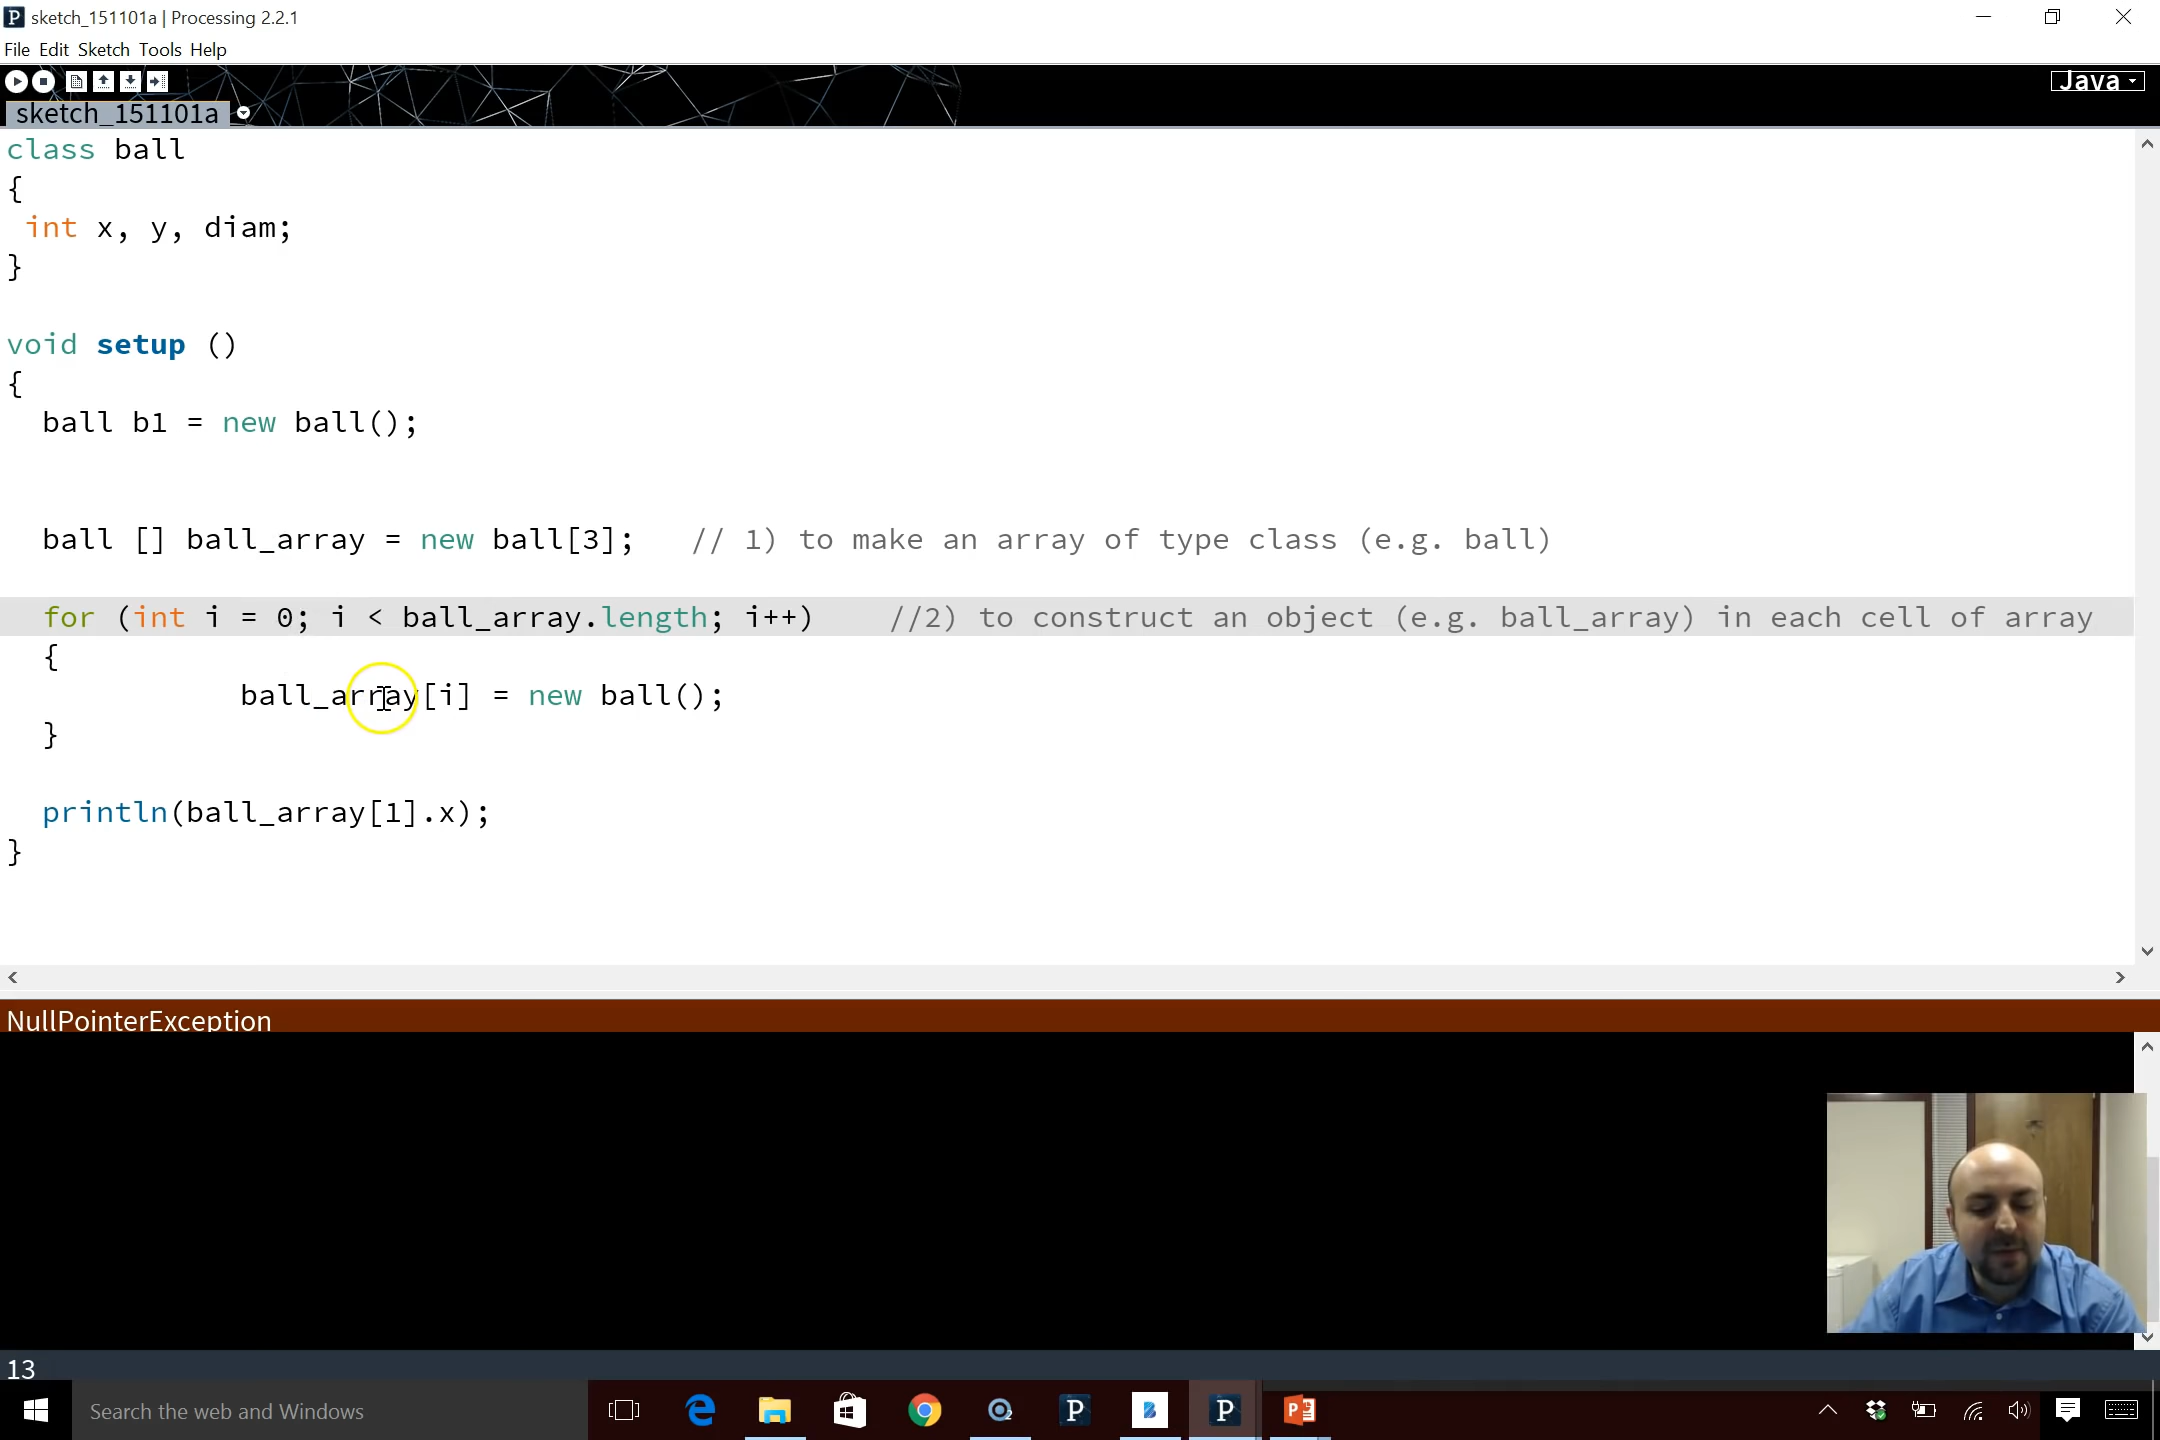 sketch_151101a | Processing 2.2.1
File Edit Sketch Tools Help
Java
sketch_151101a
class ball
{
int x, y, diam;
}
void setup ()
{
ball b1 = new ball();
ball [] ball_array = new ball[3]; // 1) to make an array of type class (e.g. ball)
for (int i = 0; i < ball_array.length; i++) //2) to construct an object (e.g. ball_array) in each cell of array
{
ball_array[i] = new ball();
}
println(ball_array[1].x);
}
NullPointerException
13
Search the web and Windows